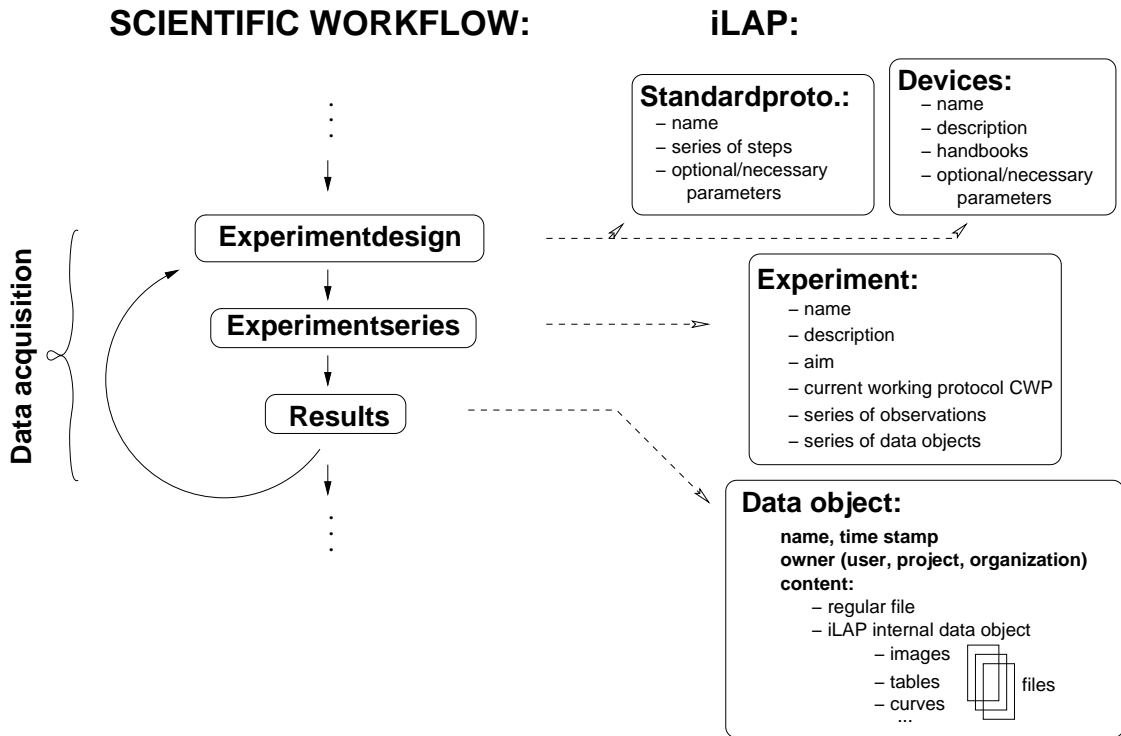 SCIENTIFIC WORKFLOW:
iLAP:
Data acquisition
Experimentdesign
Experimentseries
Results
Standardproto.:
– name
– series of steps
– optional/necessary
parameters
Devices:
– name
– description
– handbooks
– optional/necessary
parameters
Experiment:
– name
– description
– aim
– current working protocol CWP
– series of observations
– series of data objects
Data object:
name, time stamp
owner (user, project, organization)
content:
– regular file
– iLAP internal data object
– images
– tables
– curves
...
files